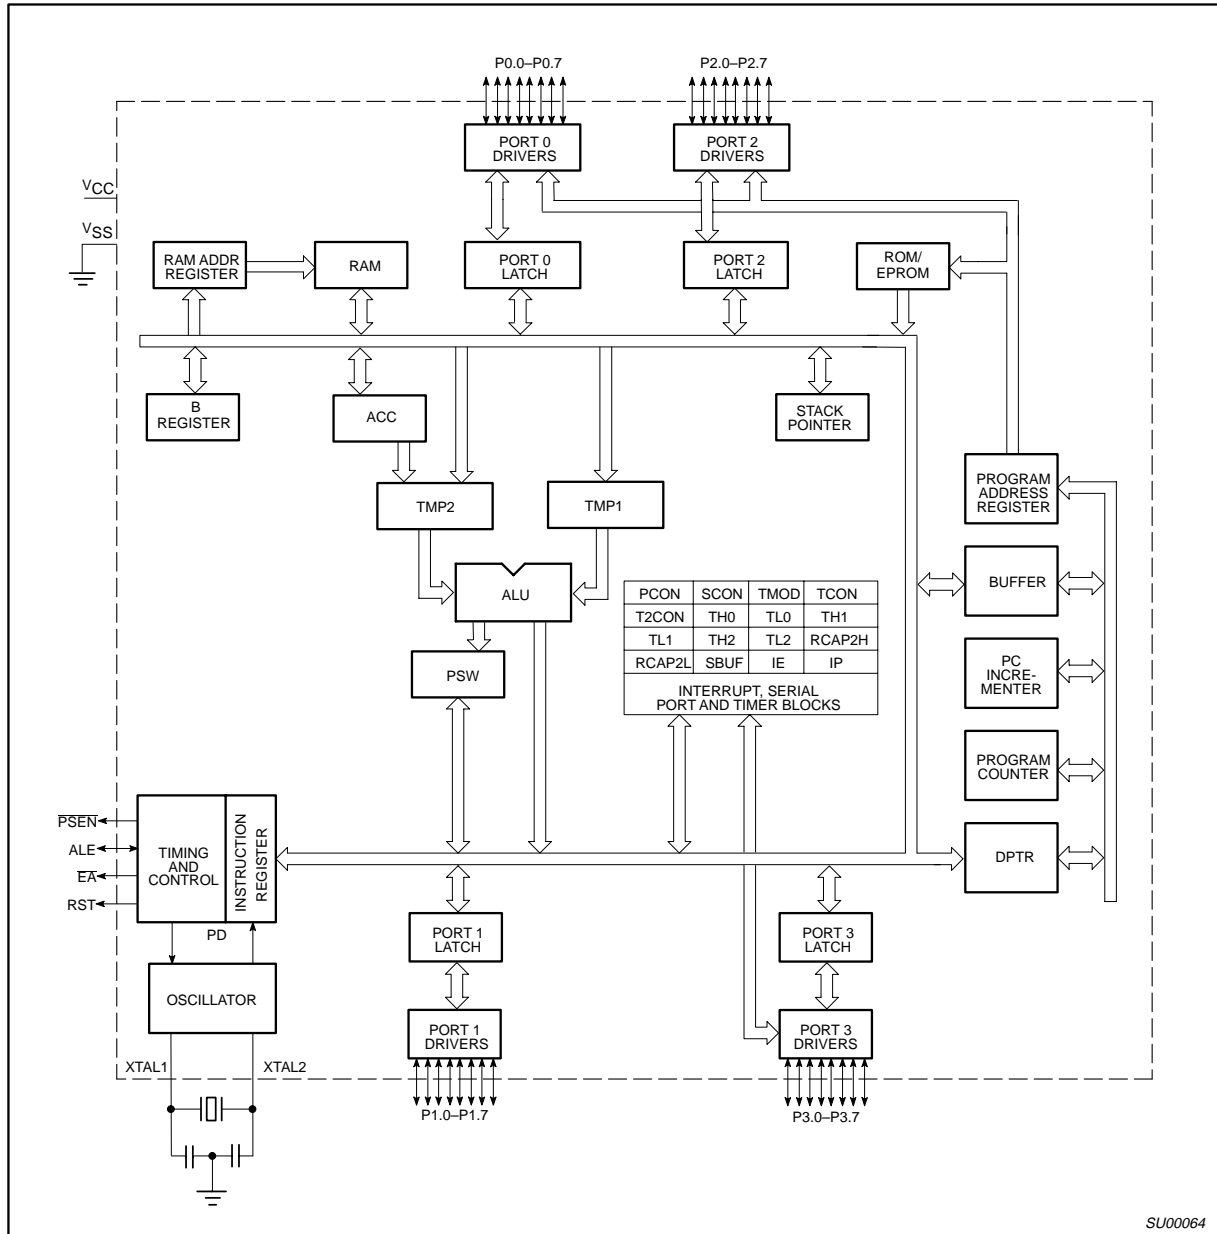 P0.0–P0.7
P2.0–P2.7
PORT 0
DRIVERS
PORT 2
DRIVERS
VCC
VSS
RAM ADDR
REGISTER
RAM
PORT 0
LATCH
PORT 2
LATCH
ROM/
EPROM
B
REGISTER
ACC
STACK
POINTER
TMP2
TMP1
PROGRAM
ADDRESS
REGISTER
ALU
BUFFER
PCON SCON TMOD TCON
T2CON TH0 TL0 TH1
TL1 TH2 TL2 RCAP2H
RCAP2L SBUF IE IP
INTERRUPT, SERIAL
PORT AND TIMER BLOCKS
PSW
PC
INCRE-
MENTER
PROGRAM
COUNTER
PSEN
ALE
EA
RST
TIMING
AND
CONTROL
INSTRUCTION
REGISTER
DPTR
PD
PORT 1
LATCH
PORT 3
LATCH
OSCILLATOR
PORT 1
DRIVERS
PORT 3
DRIVERS
XTAL1
XTAL2
P1.0–P1.7
P3.0–P3.7
SU00064